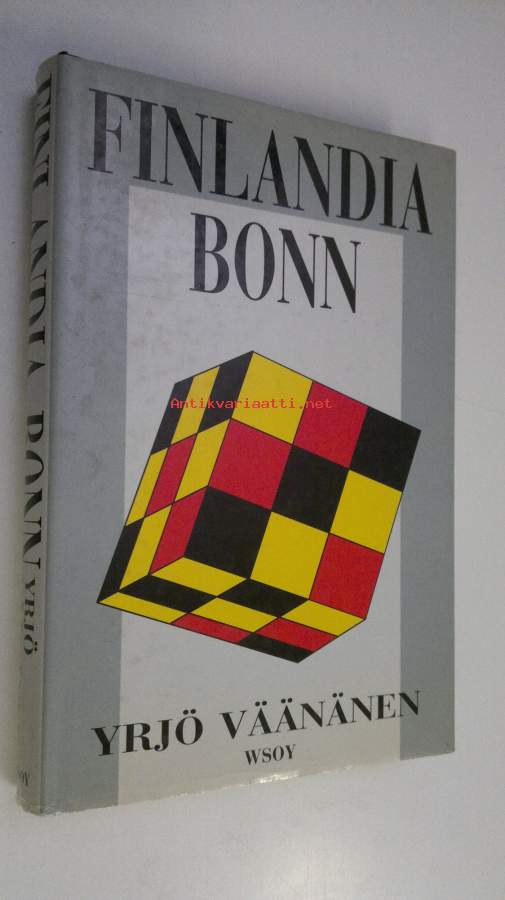 FINLANDIA
BONN
Antikvariaatti.net
YRJÖ VÄÄNÄNEN
WSOY
FINLANDIA BONN YRJÖ